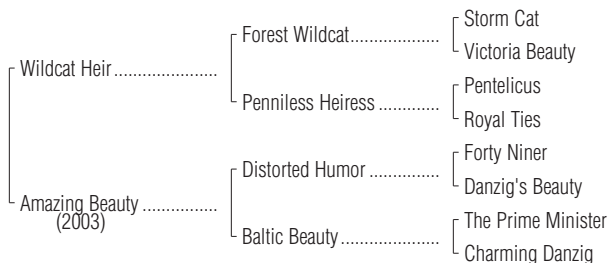 Storm Cat
Forest Wildcat....................
Victoria Beauty
Wildcat Heir.......................
Pentelicus
Penniless Heiress .............
Royal Ties
Forty Niner
Distorted Humor ...............
Danzig's Beauty
Amazing Beauty .................
(2003)
The Prime Minister
Baltic Beauty......................
Charming Danzig